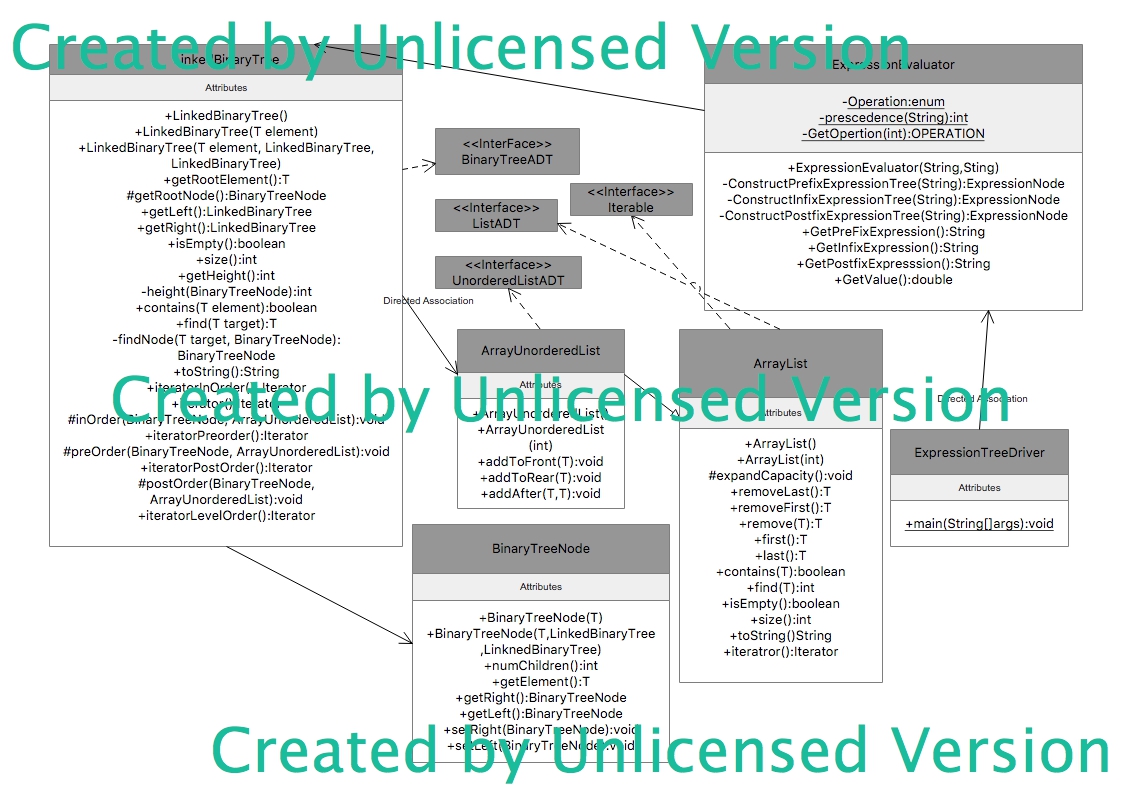 Created by Unlicensed Version
LinkedBinaryTree
Attributes
+LinkedBinaryTree()
+LinkedBinaryTree(T element)
+LinkedBinaryTree(T element, LinkedBinaryTree,
LinkedBinaryTree)
+getRootElement():T
#getRootNode():BinaryTreeNode
+getLeft():LinkedBinaryTree
+getRight():LinkedBinaryTree
+isEmpty():boolean
+size():int
+getHeight():int
-height(BinaryTreeNode):int
+contains(T element):boolean
+find(T target):T
-findNode(T target, BinaryTreeNode):
BinaryTreeNode
+toString():String
+iteratorInOrder():Iterator
+iterator():Iterator
#inOrder(BinaryTreeNode, ArrayUnorderedList):void
+iteratorPreorder():Iterator
#preOrder(BinaryTreeNode, ArrayUnorderedList):void
+iteratorPostOrder():Iterator
#postOrder(BinaryTreeNode,
ArrayUnorderedList):void
+iteratorLevelOrder():Iterator
<<InterFace>>
BinaryTreeADT
<<Interface>>
Iterable
<<Interface>>
ListADT
<<Interface>>
UnorderedListADT
Directed Association
ExpressionEvaluator
-Operation:enum
-prescedence(String):int
-GetOpertion(int):OPERATION
+ExpressionEvaluator(String,Sting)
-ConstructPrefixExpressionTree(String):ExpressionNode
-ConstructInfixExpressionTree(String):ExpressionNode
-ConstructPostfixExpressionTree(String):ExpressionNode
+GetPreFixExpression():String
+GetInfixExpression():String
+GetPostfixExpresssion():String
+GetValue():double
ArrayUnorderedList
Attributes
+ArrayUnorderedList()
+ArrayUnorderedList
(int)
+addToFront(T):void
+addToRear(T):void
+addAfter(T,T):void
ArrayList
Attributes
+ArrayList()
+ArrayList(int)
#expandCapacity():void
+removeLast():T
+removeFirst():T
+remove(T):T
+first():T
+last():T
+contains(T):boolean
+find(T):int
+isEmpty():boolean
+size():int
+toString()String
+iteratror():Iterator
Created by Unlicensed Version
Directed Association
ExpressionTreeDriver
Attributes
+main(String[]args):void
BinaryTreeNode
Attributes
+BinaryTreeNode(T)
+BinaryTreeNode(T,LinkedBinaryTree
,LinknedBinaryTree)
+numChildren():int
+getElement():T
+getRight():BinaryTreeNode
+getLeft():BinaryTreeNode
+setRight(BinaryTreeNode):void
+setLeft(BinaryTreeNode):void
Created by Unlicensed Version